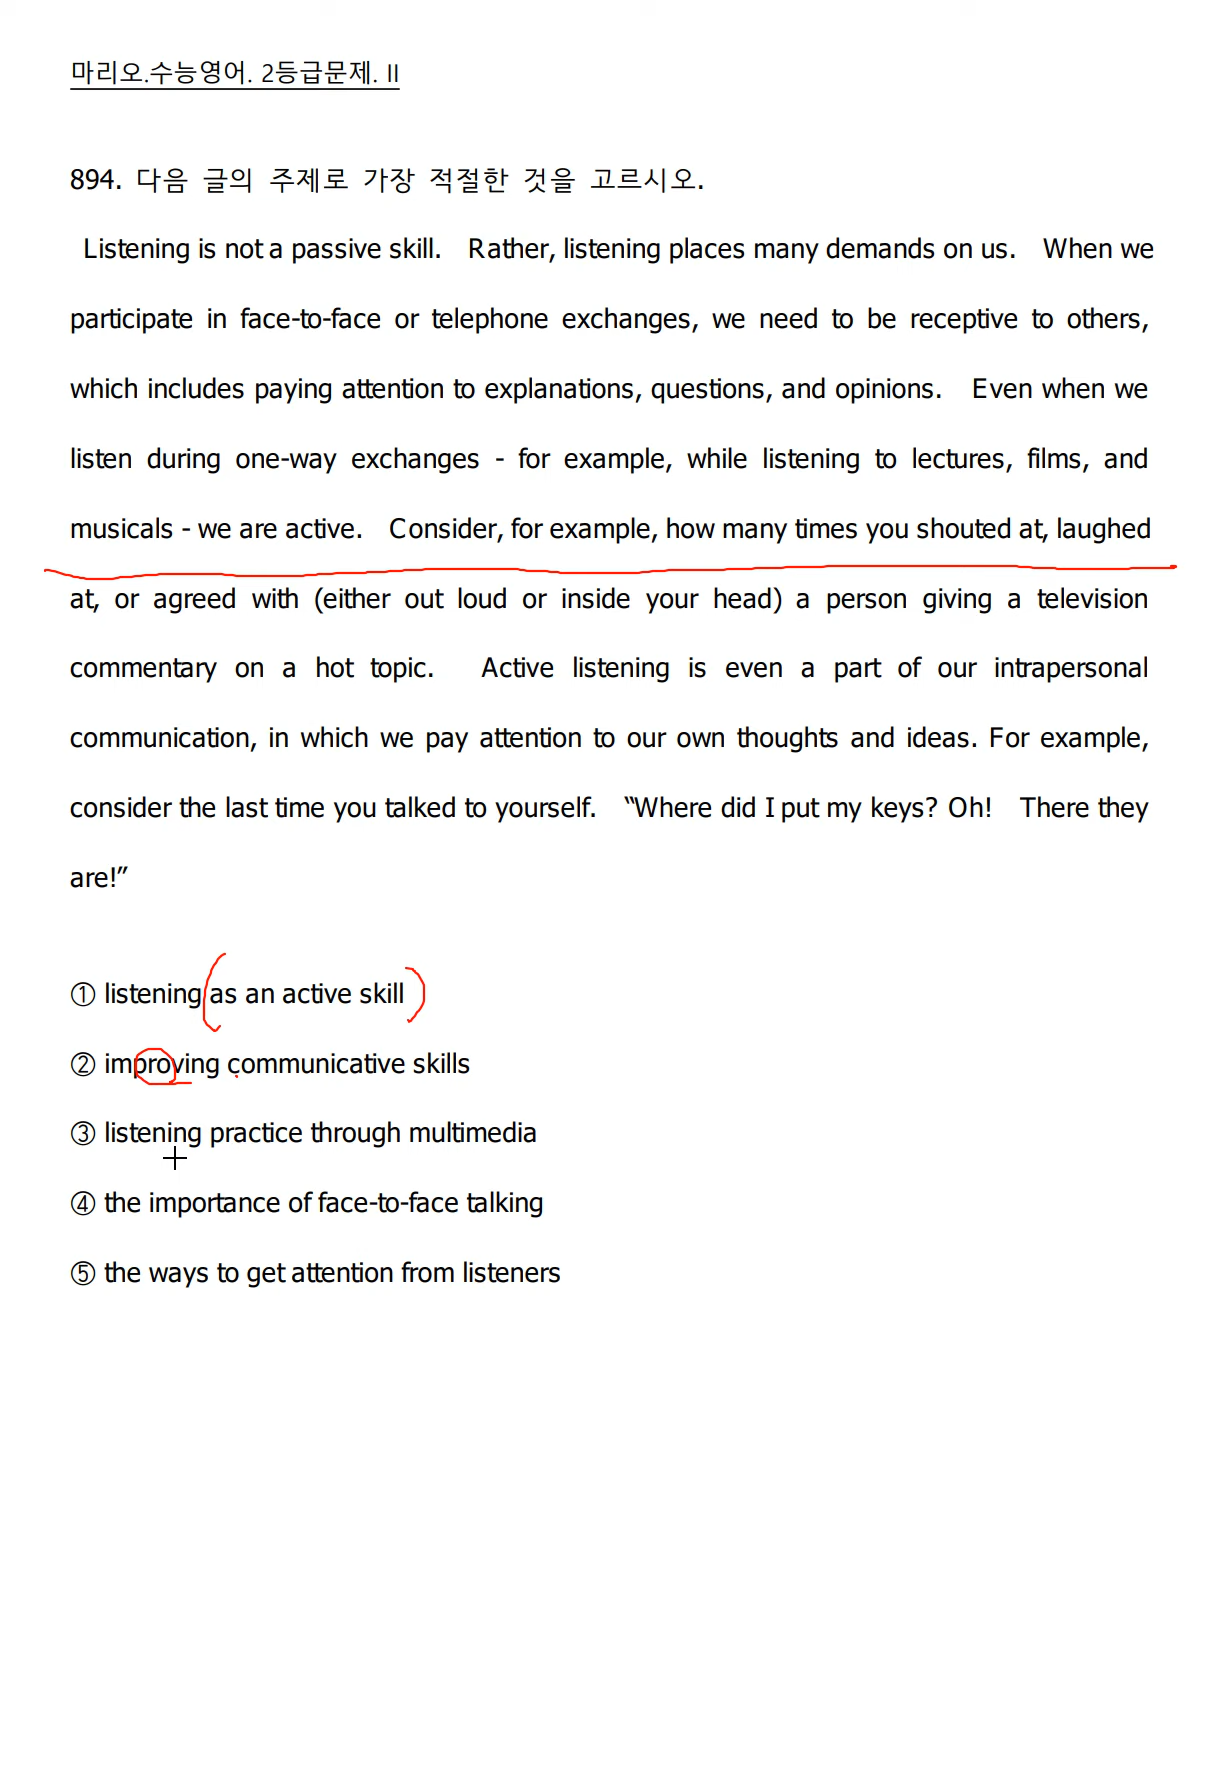 마리오.수능영어. 2등급문제. II
894. 다음 글의 주제로 가장 적절한 것을 고르시오.
Listening is not a passive skill. Rather, listening places many demands on us. When we
participate in face-to-face or telephone exchanges, we need to be receptive to others,
which includes paying attention to explanations, questions, and opinions. Even when we
listen during one-way exchanges - for example, while listening to lectures, films, and
musicals - we are active. Consider, for example, how many times you shouted at, laughed
at, or agreed with (either out loud or inside your head) a person giving a television
commentary on a hot topic. Active listening is even a part of our intrapersonal
communication, in which we pay attention to our own thoughts and ideas. For example,
consider the last time you talked to yourself. “Where did I put my keys? Oh! There they
are!”
① listening as an active skill
② improving communicative skills
③ listening practice through multimedia
④ the importance of face-to-face talking
⑤ the ways to get attention from listeners